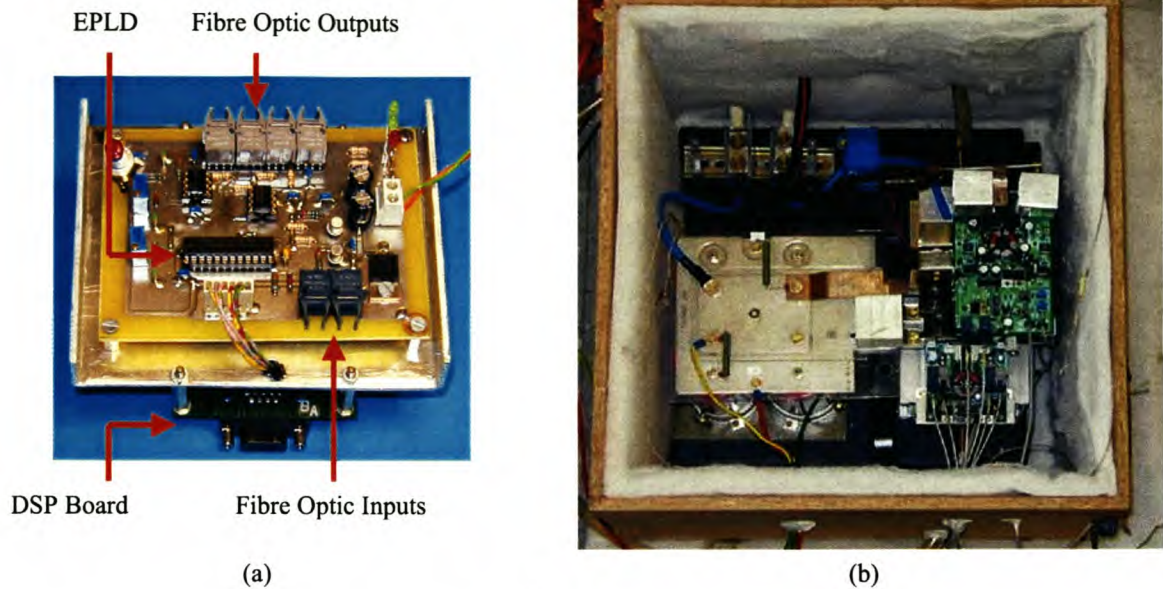 EPLD
Fibre Optic Outputs
B A
DSP Board
Fibre Optic Inputs
(a)
(b)